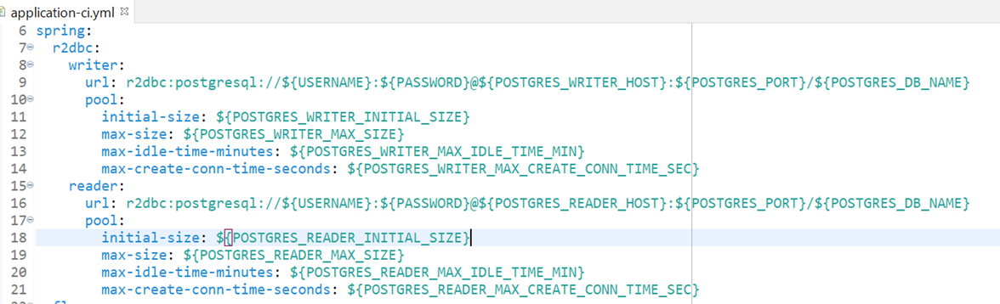 application-ci.yml
6 spring:
7 r2dbc:
8 writer:
9 url: r2dbc:postgresql://${USERNAME}:${PASSWORD}@${POSTGRES_WRITER_HOST}:${POSTGRES_PORT}/${POSTGRES_DB_NAME}
10 pool:
11 initial-size: ${POSTGRES_WRITER_INITIAL_SIZE}
12 max-size: ${POSTGRES_WRITER_MAX_SIZE}
13 max-idle-time-minutes: ${POSTGRES_WRITER_MAX_IDLE_TIME_MIN}
14 max-create-conn-time-seconds: ${POSTGRES_WRITER_MAX_CREATE_CONN_TIME_SEC}
15 reader:
16 url: r2dbc:postgresql://${USERNAME}:${PASSWORD}@${POSTGRES_READER_HOST}:${POSTGRES_PORT}/${POSTGRES_DB_NAME}
17 pool:
18 initial-size: ${POSTGRES_READER_INITIAL_SIZE}
19 max-size: ${POSTGRES_READER_MAX_SIZE}
20 max-idle-time-minutes: ${POSTGRES_READER_MAX_IDLE_TIME_MIN}
21 max-create-conn-time-seconds: ${POSTGRES_READER_MAX_CREATE_CONN_TIME_SEC}